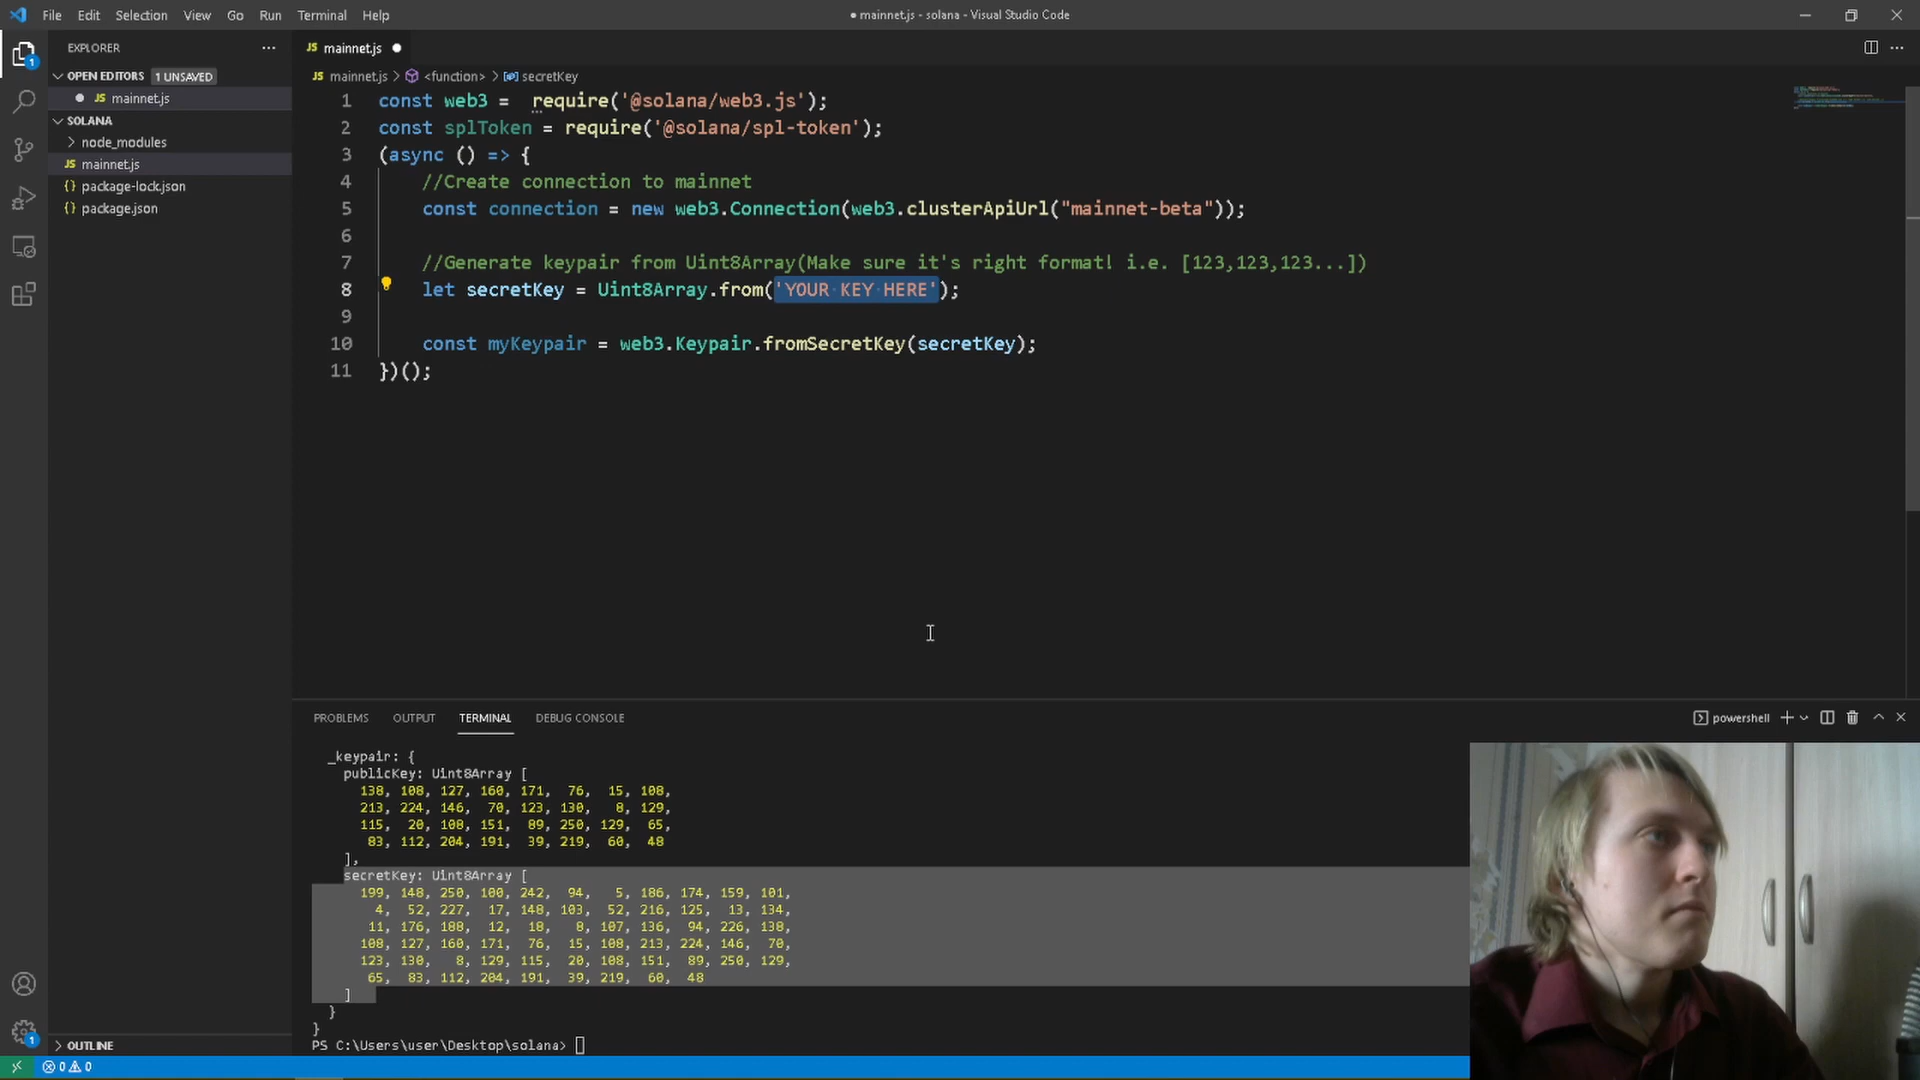 File Edit Selection View Go Run Terminal Help
● mainnet.js - solana - Visual Studio Code
EXPLORER
JS mainnet.js
OPEN EDITORS 1 UNSAVED
JS mainnet.js
SOLANA
node_modules
JS mainnet.js
{} package-lock.json
{} package.json
OUTLINE
JS mainnet.js > <function> > secretKey
1 const web3 =  require('@solana/web3.js');
2 const splToken = require('@solana/spl-token');
3 (async () => {
4 //Create connection to mainnet
5 const connection = new web3.Connection(web3.clusterApiUrl("mainnet-beta"));
6
7 //Generate keypair from Uint8Array(Make sure it's right format! i.e. [123,123,123...])
8 let secretKey = Uint8Array.from('YOUR KEY HERE');
9
10 const myKeypair = web3.Keypair.fromSecretKey(secretKey);
11 })();
PROBLEMS OUTPUT TERMINAL DEBUG CONSOLE
powershell
_keypair: {
publicKey: Uint8Array [
138, 108, 127, 160, 171, 76, 15, 108,
213, 224, 146, 70, 123, 130, 8, 129,
115, 20, 108, 151, 89, 250, 129, 65,
83, 112, 204, 191, 39, 219, 60, 48
],
secretKey: Uint8Array [
199, 148, 250, 100, 242, 94, 5, 186, 174, 159, 101,
4, 52, 227, 17, 148, 103, 52, 216, 125, 13, 134,
11, 176, 188, 12, 18, 8, 107, 136, 94, 226, 138,
108, 127, 160, 171, 76, 15, 108, 213, 224, 146, 70,
123, 130, 8, 129, 115, 20, 108, 151, 89, 250, 129,
65, 83, 112, 204, 191, 39, 219, 60, 48
]
}
}
PS C:\Users\user\Desktop\solana>
1
1
0 0